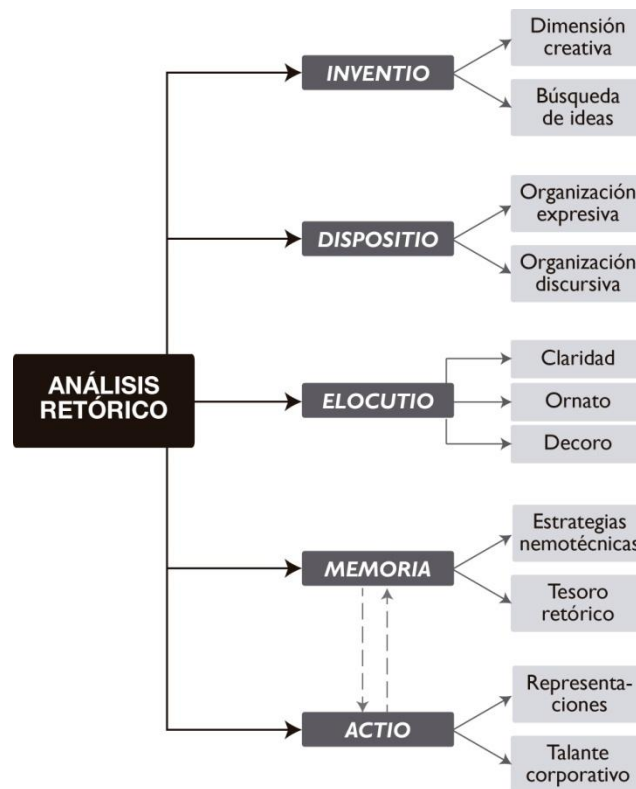 Dimensión
creativa
INVENTIO
Búsqueda
de ideas
Organización
expresiva
DISPOSITIO
Organización
discursiva
ANÁLISIS
RETÓRICO
Claridad
ELOCUTIO
Ornato
Decoro
Estrategias
nemotécnicas
MEMORIA
Tesoro
retórico
Representa-
ciones
ACTIO
Talante
corporativo